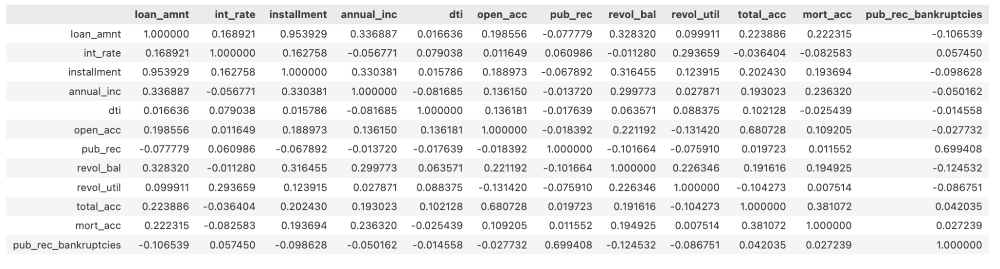 loan_amnt int_rate installment annual_inc dti open_acc pub_rec revol_bal revol_util total_acc mort_acc pub_rec_bankruptcies
loan_amnt 1.000000 0.168921 0.953929 0.336887 0.016636 0.198556 -0.077779 0.328320 0.099911 0.223886 0.222315 -0.106539
int_rate 0.168921 1.000000 0.162758 -0.056771 0.079038 0.011649 0.060986 -0.011280 0.293659 -0.036404 -0.082583 0.057450
installment 0.953929 0.162758 1.000000 0.330381 0.015786 0.188973 -0.067892 0.316455 0.123915 0.202430 0.193694 -0.098628
annual_inc 0.336887 -0.056771 0.330381 1.000000 -0.081685 0.136150 -0.013720 0.299773 0.027871 0.193023 0.236320 -0.050162
dti 0.016636 0.079038 0.015786 -0.081685 1.000000 0.136181 -0.017639 0.063571 0.088375 0.102128 -0.025439 -0.014558
open_acc 0.198556 0.011649 0.188973 0.136150 0.136181 1.000000 -0.018392 0.221192 -0.131420 0.680728 0.109205 -0.027732
pub_rec -0.077779 0.060986 -0.067892 -0.013720 -0.017639 -0.018392 1.000000 -0.101664 -0.075910 0.019723 0.011552 0.699408
revol_bal 0.328320 -0.011280 0.316455 0.299773 0.063571 0.221192 -0.101664 1.000000 0.226346 0.191616 0.194925 -0.124532
revol_util 0.099911 0.293659 0.123915 0.027871 0.088375 -0.131420 -0.075910 0.226346 1.000000 -0.104273 0.007514 -0.086751
total_acc 0.223886 -0.036404 0.202430 0.193023 0.102128 0.680728 0.019723 0.191616 -0.104273 1.000000 0.381072 0.042035
mort_acc 0.222315 -0.082583 0.193694 0.236320 -0.025439 0.109205 0.011552 0.194925 0.007514 0.381072 1.000000 0.027239
pub_rec_bankruptcies -0.106539 0.057450 -0.098628 -0.050162 -0.014558 -0.027732 0.699408 -0.124532 -0.086751 0.042035 0.027239 1.000000